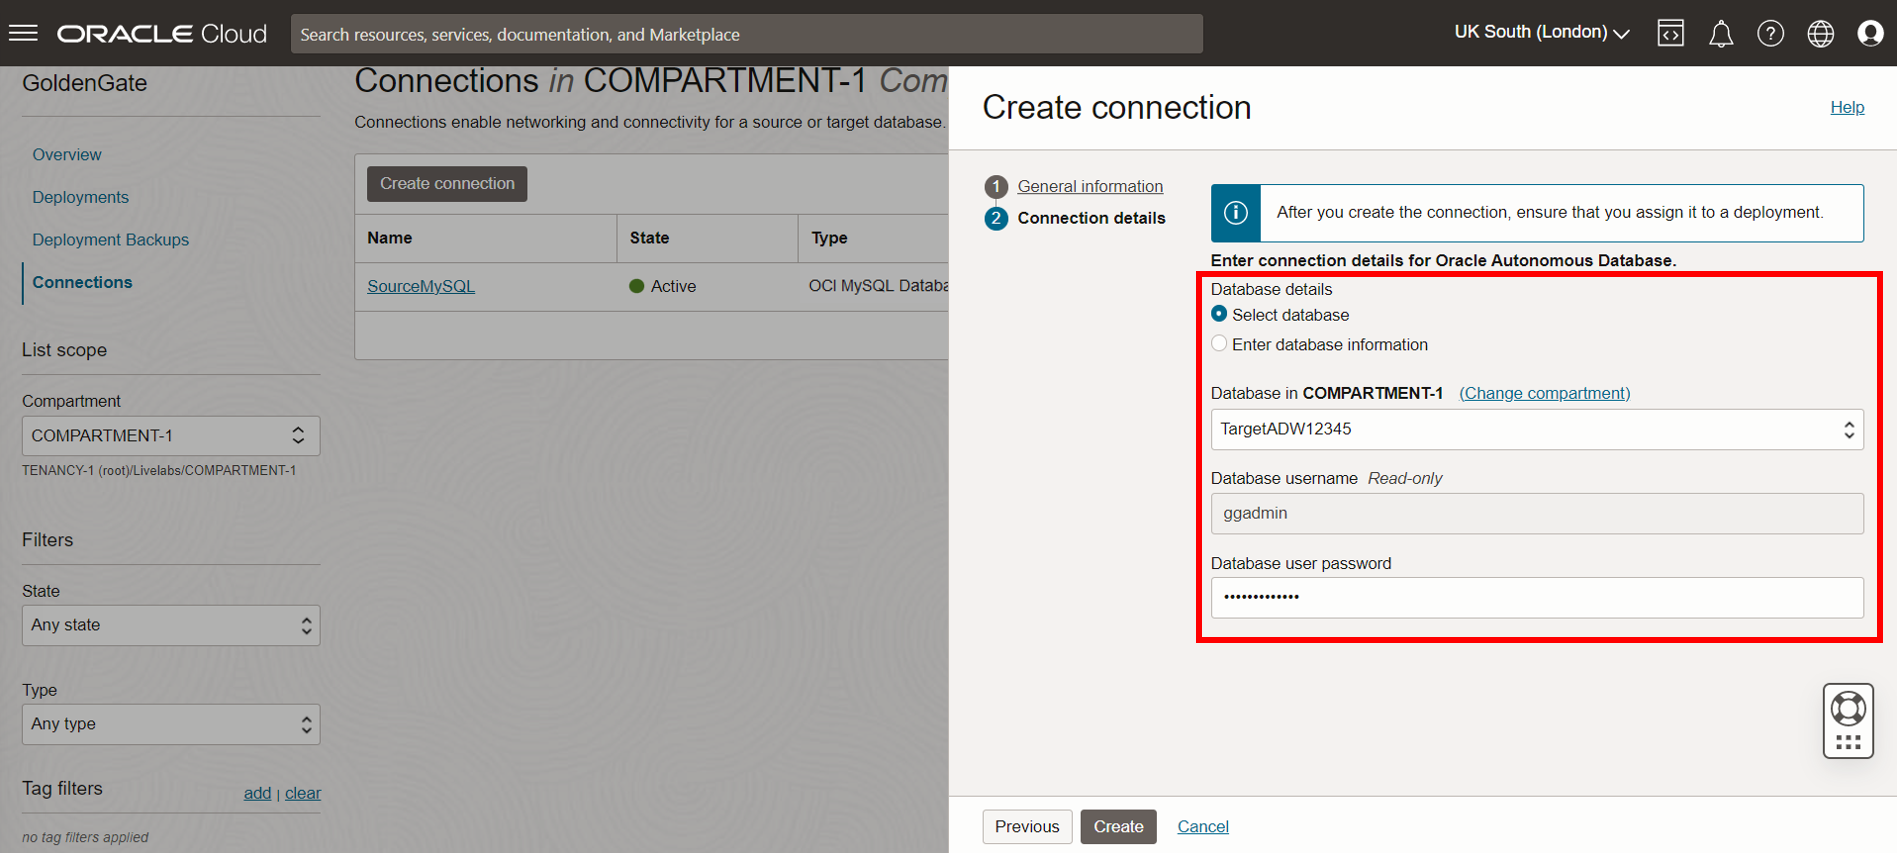 ORACLE Cloud
Search resources, services, documentation, and Marketplace
UK South (London)
GoldenGate
Overview
Deployments
Deployment Backups
Connections
List scope
Compartment
COMPARTMENT-1
TENANCY-1 (root)/Livelabs/COMPARTMENT-1
Filters
State
Any state
Type
Any type
Tag filters
add | clear
no tag filters applied
Connections in COMPARTMENT-1 Com
Connections enable networking and connectivity for a source or target database.
Create connection
Name State Type
SourceMySQL Active OCI MySQL Databa
Create connection
Help
1 General information
2 Connection details
After you create the connection, ensure that you assign it to a deployment.
Enter connection details for Oracle Autonomous Database.
Database details
Select database
Enter database information
Database in COMPARTMENT-1 (Change compartment)
TargetADW12345
Database username Read-only
ggadmin
Database user password
•••••••••••••
Previous Create Cancel